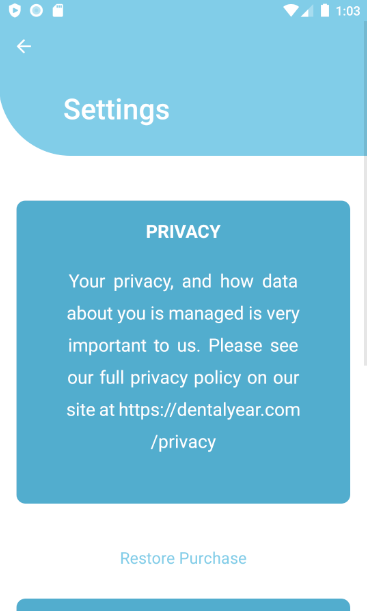 1:03
Settings
PRIVACY
Your privacy, and how data
about you is managed is very
important to us. Please see
our full privacy policy on our
site at https://dentalyear.com
/privacy
Restore Purchase